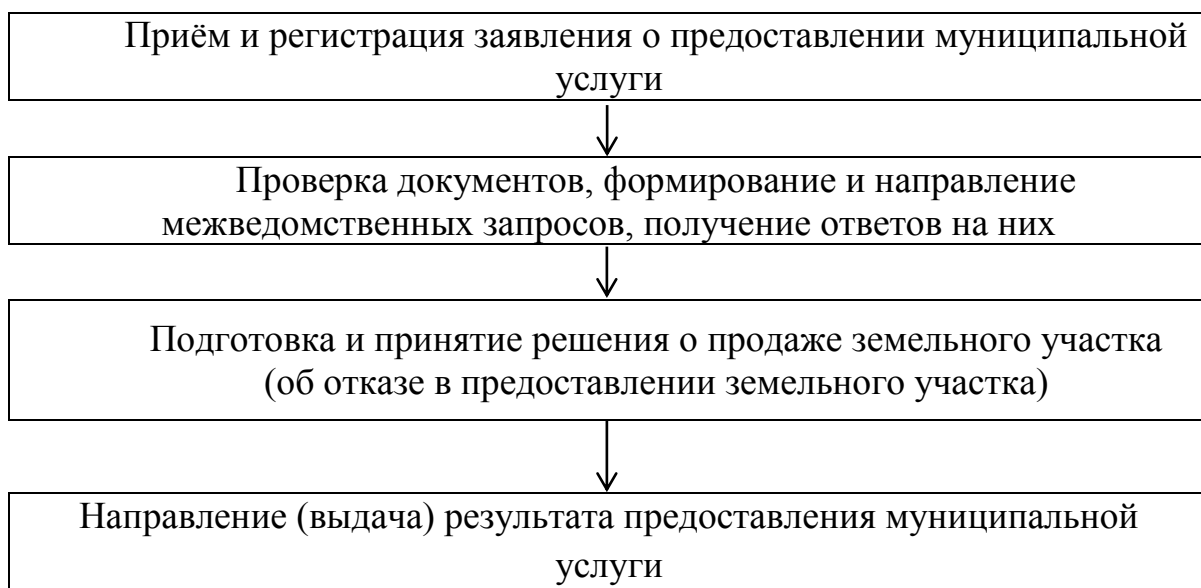 Приём и регистрация заявления о предоставлении муниципальной
услуги
Проверка документов, формирование и направление
межведомственных запросов, получение ответов на них
Подготовка и принятие решения о продаже земельного участка
(об отказе в предоставлении земельного участка)
Направление (выдача) результата предоставления муниципальной
услуги